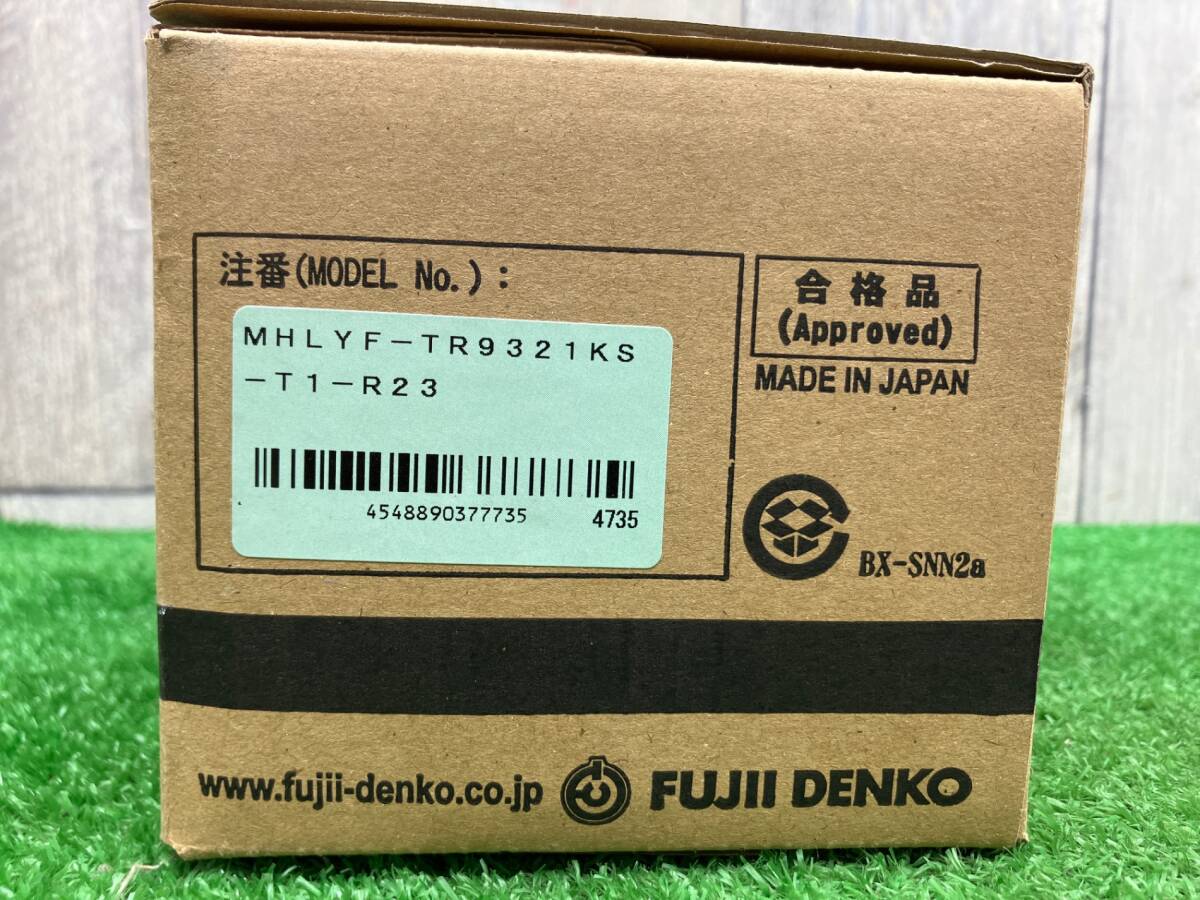 注番(MODEL No.):
MHLYF-TR9321KS
-T1-R23
4548890377735 4735
合格品
(Approved)
MADE IN JAPAN
BX-SNN2a
www.fujii-denko.co.jp FUJII DENKO